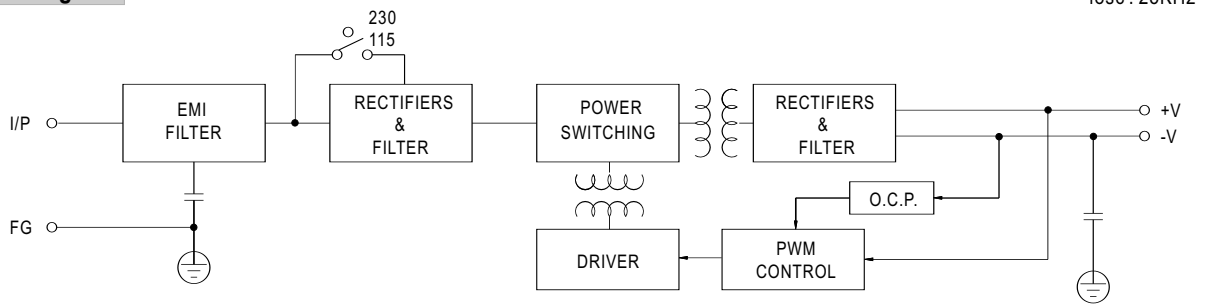 230
115
I/P
EMI
FILTER
RECTIFIERS
&
FILTER
POWER
SWITCHING
RECTIFIERS
&
FILTER
+V
-V
O.C.P.
FG
DRIVER
PWM
CONTROL